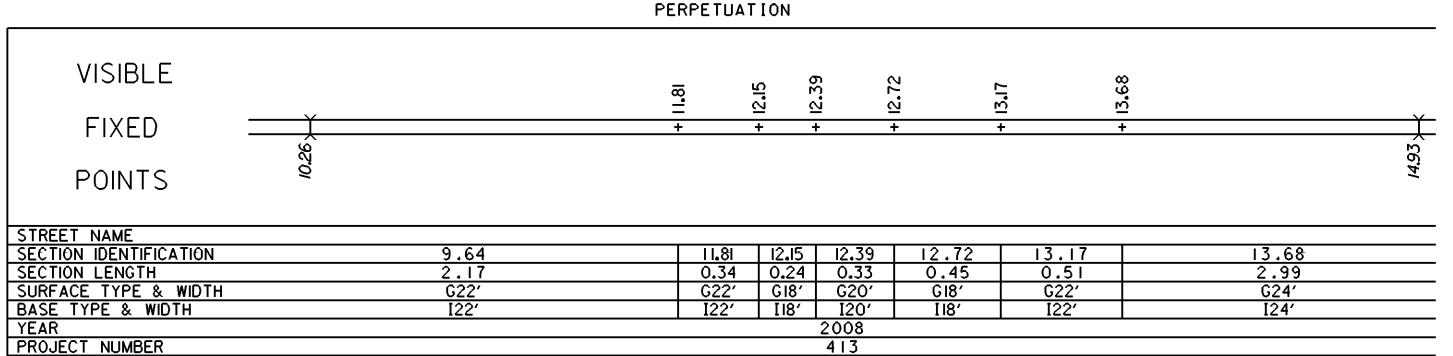 PERPETUATION
VISIBLE
FIXED
POINTS
11.81 12.15 12.39 12.72 13.17 13.68
10.26 14.93
STREET NAME
SECTION IDENTIFICATION 9.64 11.81 12.15 12.39 12.72 13.17 13.68
SECTION LENGTH 2.17 0.34 0.24 0.33 0.45 0.51 2.99
SURFACE TYPE & WIDTH G22' G22' G18' G20' G18' G22' G24'
BASE TYPE & WIDTH I22' I22' I18' I20' I18' I22' I24'
YEAR 2008
PROJECT NUMBER 413